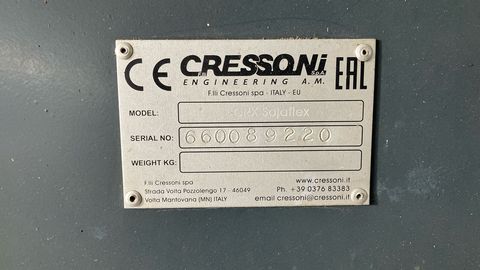 CE CRESSONi S.p.A. EAC
ENGINEERING A.M.
F.lli Cressoni spa - ITALY - EU
MODEL: CRX Sojaflex
SERIAL NO: 660089220
WEIGHT KG:
F.lli Cressoni spa www.cressoni.it
Strada Volta Pozzolengo 17 - 46049 Ph. +39 0376 83383
Volta Mantovana (MN) ITALY email cressoni@cressoni.it